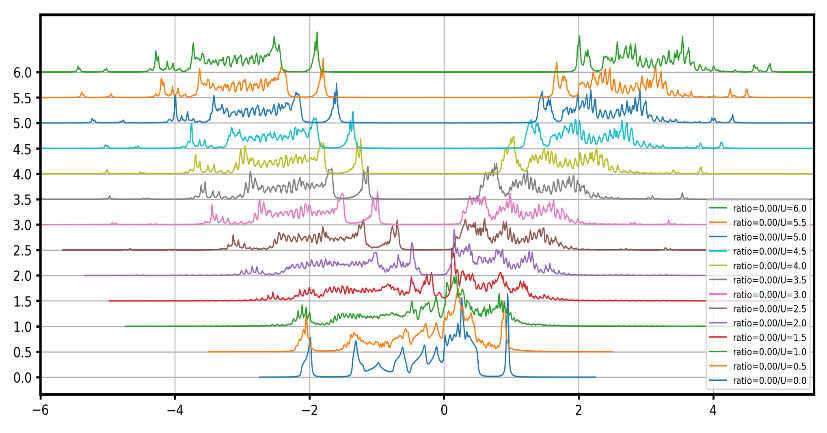 6.0
5.5
5.0
4.5
4.0
3.5
3.0
2.5
2.0
1.5
1.0
0.5
0.0
ratio=0.00/U=6.0
ratio=0.00/U=5.5
ratio=0.00/U=5.0
ratio=0.00/U=4.5
ratio=0.00/U=4.0
ratio=0.00/U=3.5
ratio=0.00/U=3.0
ratio=0.00/U=2.5
ratio=0.00/U=2.0
ratio=0.00/U=1.5
ratio=0.00/U=1.0
ratio=0.00/U=0.5
ratio=0.00/U=0.0
−6 −4 −2 0 2 4